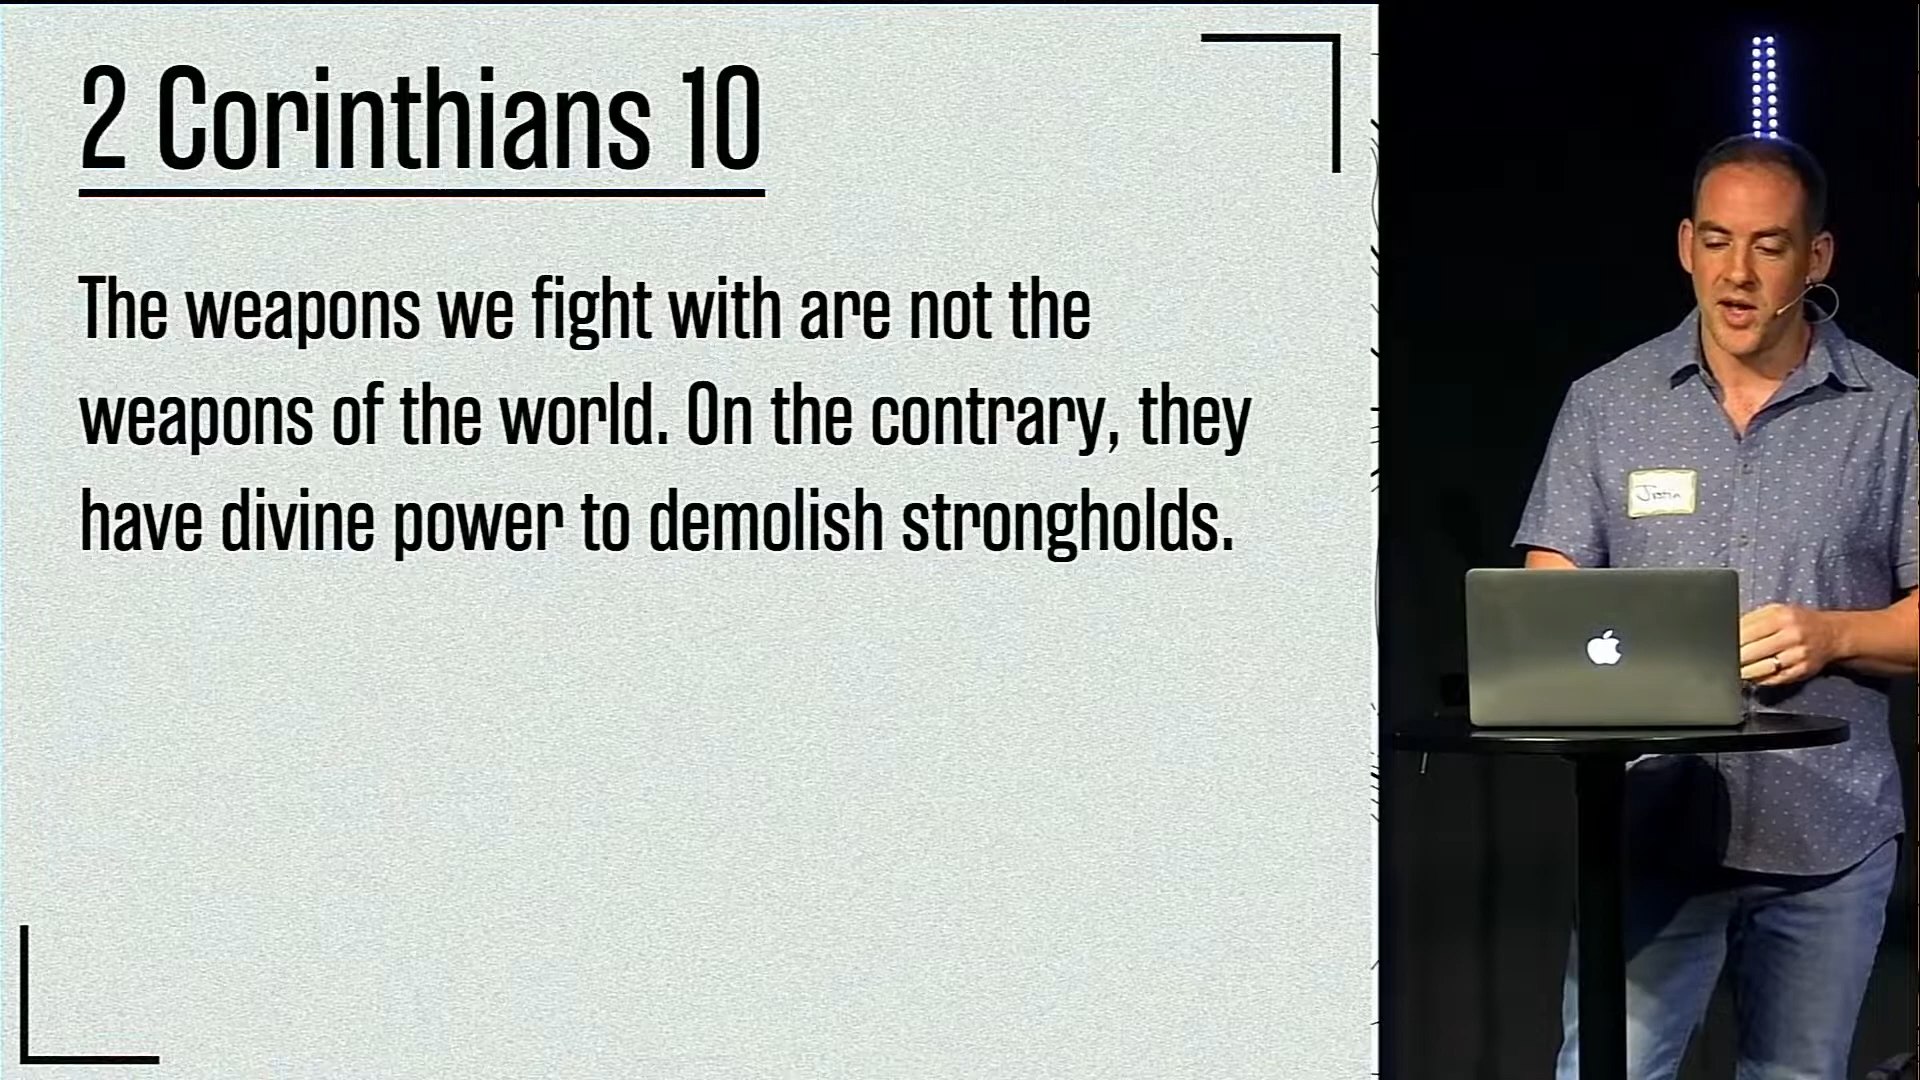 2 Corinthians 10
The weapons we fight with are not the
weapons of the world. On the contrary, they
have divine power to demolish strongholds.